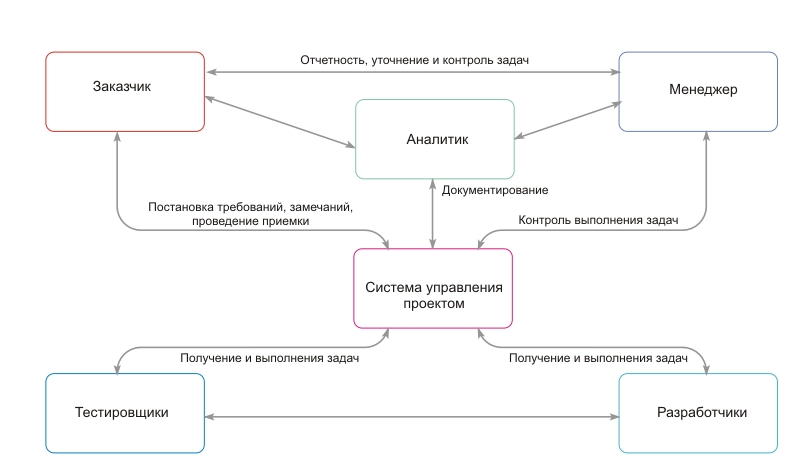 Отчетность, уточнение и контроль задач
Заказчик
Менеджер
Аналитик
Документирование
Постановка требований, замечаний,
проведение приемки
Контроль выполнения задач
Система управления
проектом
Получение и выполнения задач
Получение и выполнения задач
Тестировщики
Разработчики